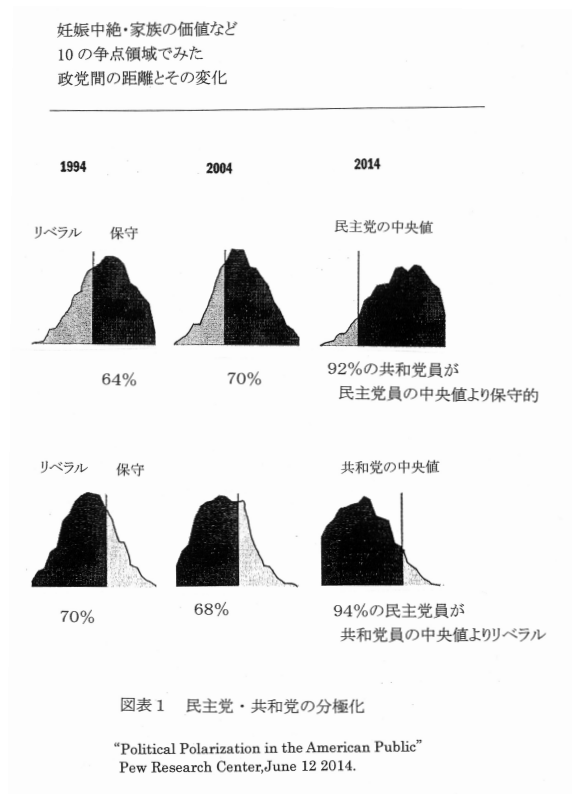 妊娠中絶・家族の価値など
10 の争点領域でみた
政党間の距離とその変化
1994
2004
2014
リベラル 保守
民主党の中央値
64%
70%
92%の共和党員が
民主党員の中央値より保守的
リベラル 保守
共和党の中央値
70%
68%
94%の民主党員が
共和党員の中央値よりリベラル
図表1 民主党・共和党の分極化
“Political Polarization in the American Public”
Pew Research Center,June 12 2014.